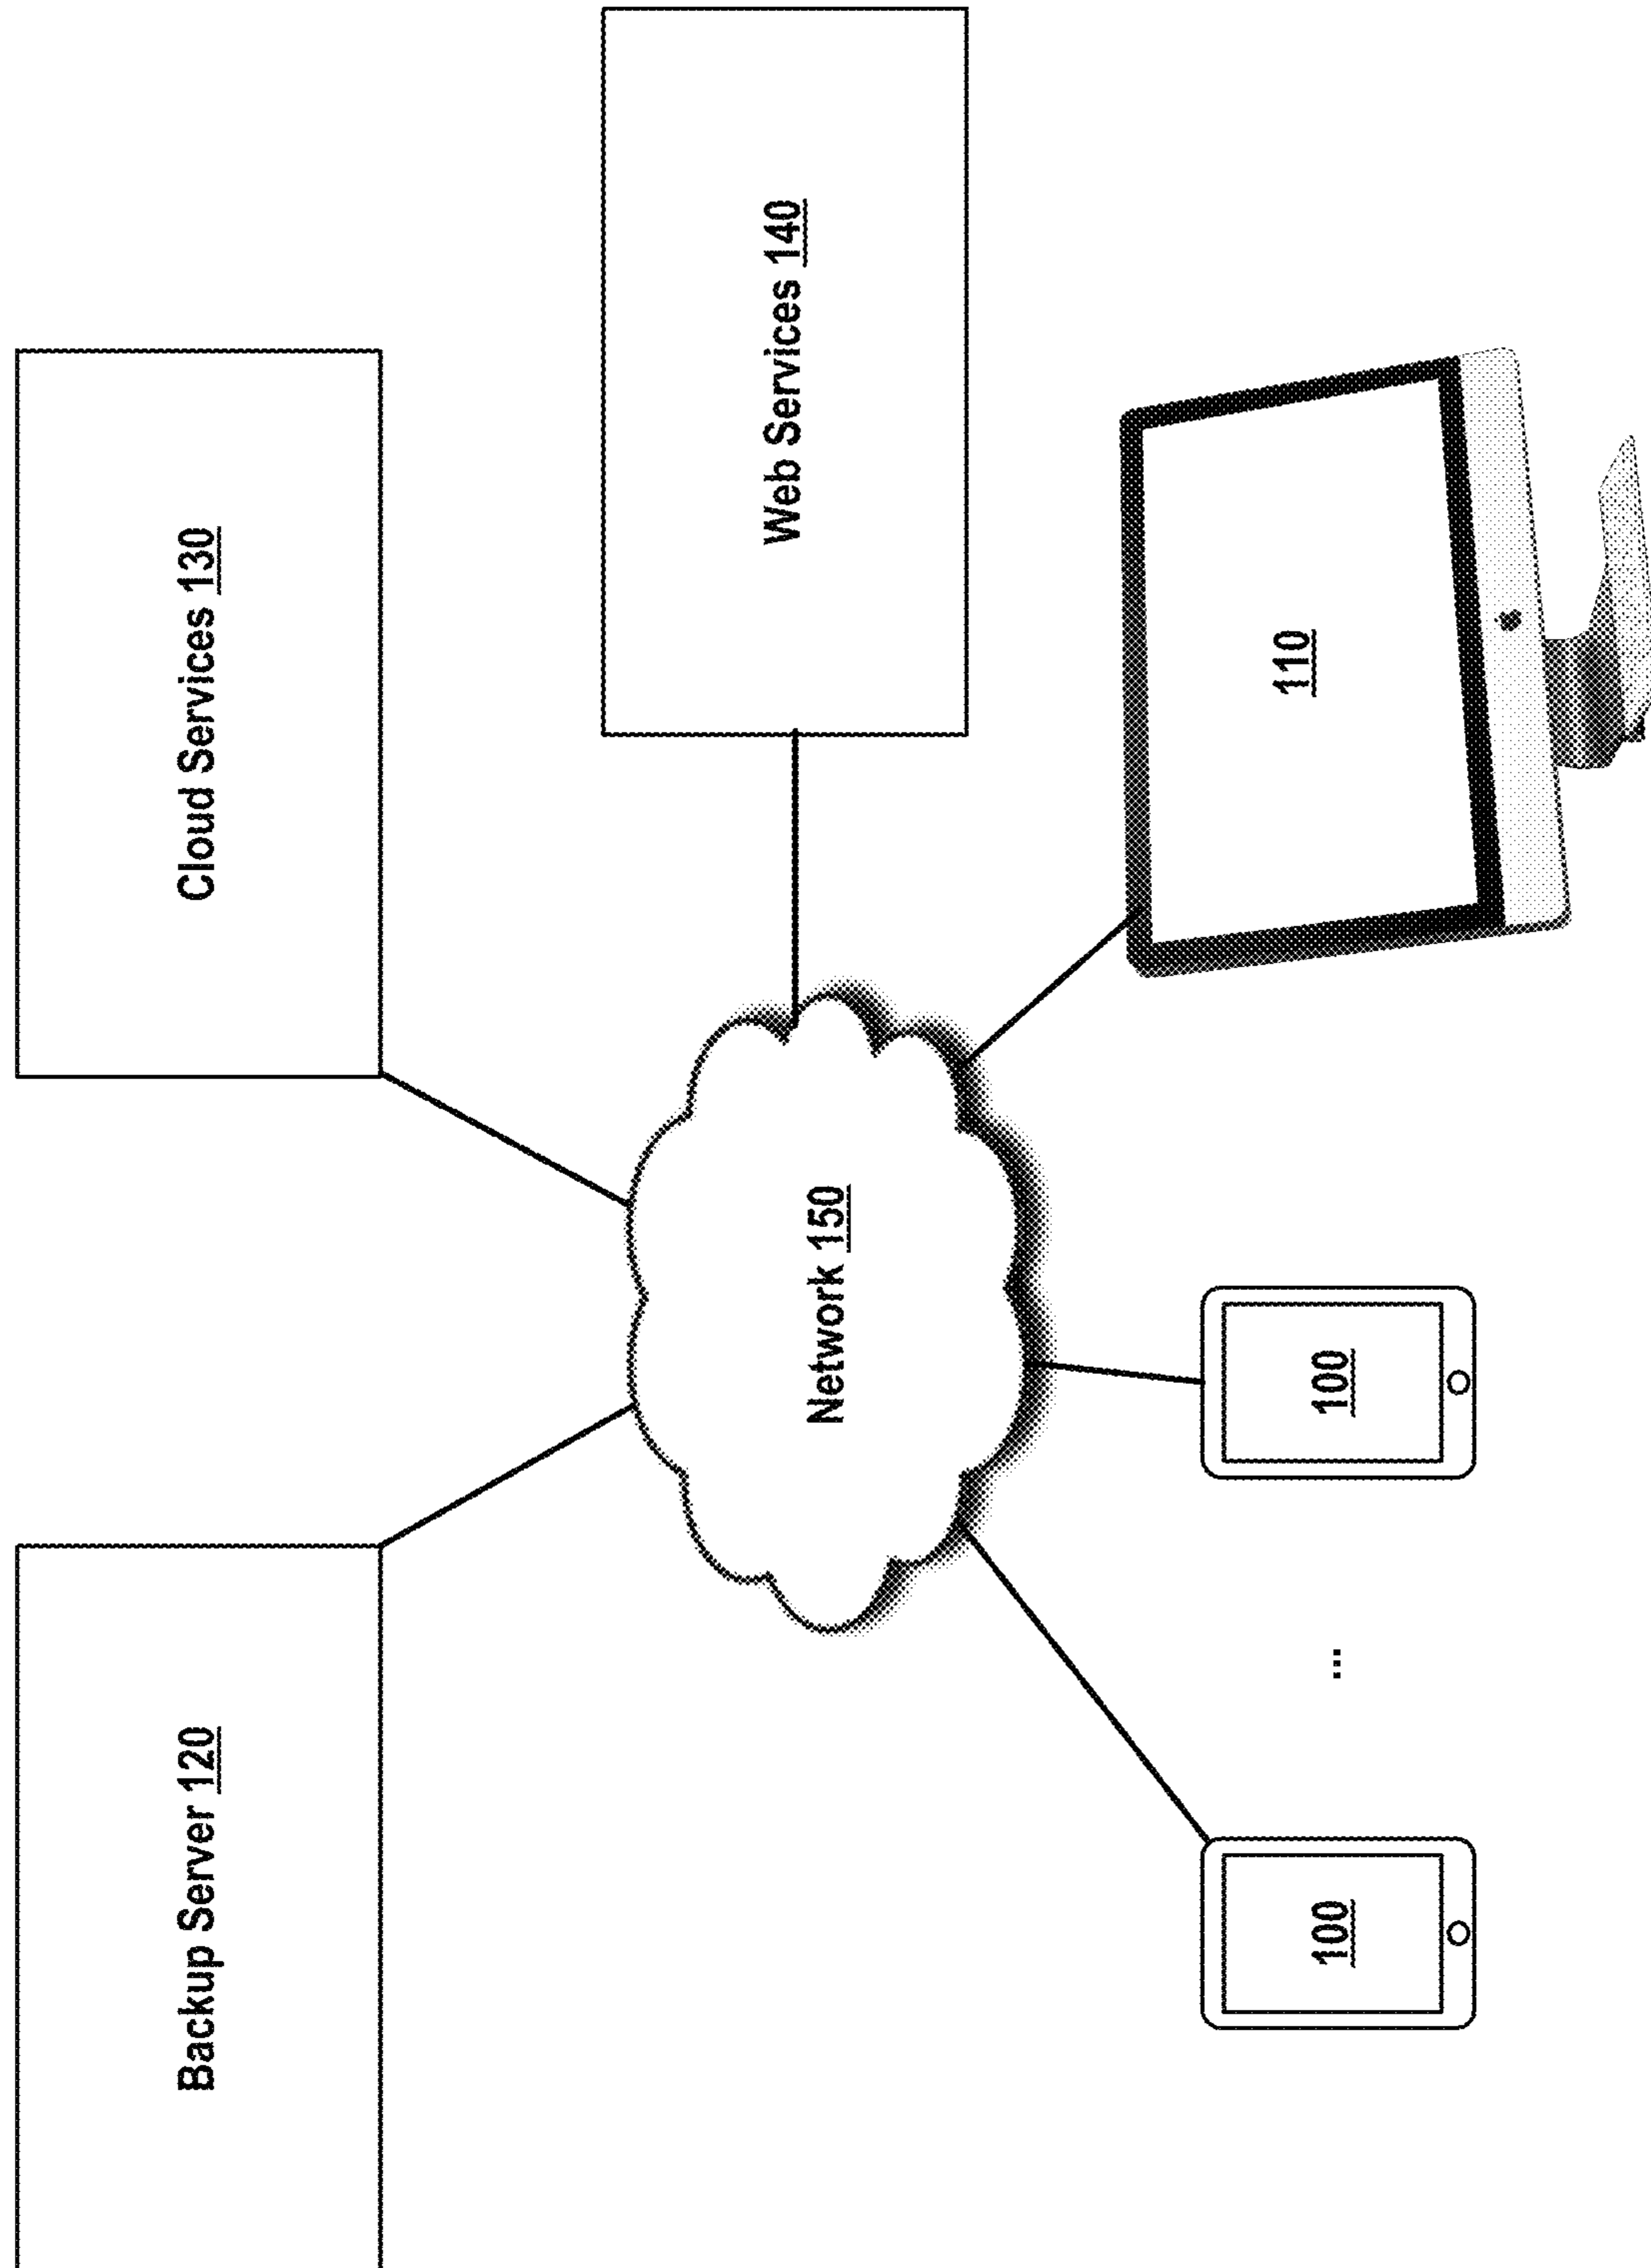 Backup Server 120
Cloud Services 130
Web Services 140
Network 150
100
...
100
110